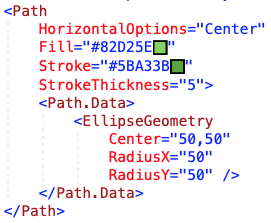 <Path
HorizontalOptions="Center"
Fill="#82D25E"
Stroke="#5BA33B"
StrokeThickness="5">
<Path.Data>
<EllipseGeometry
Center="50,50"
RadiusX="50"
RadiusY="50" />
</Path.Data>
</Path>